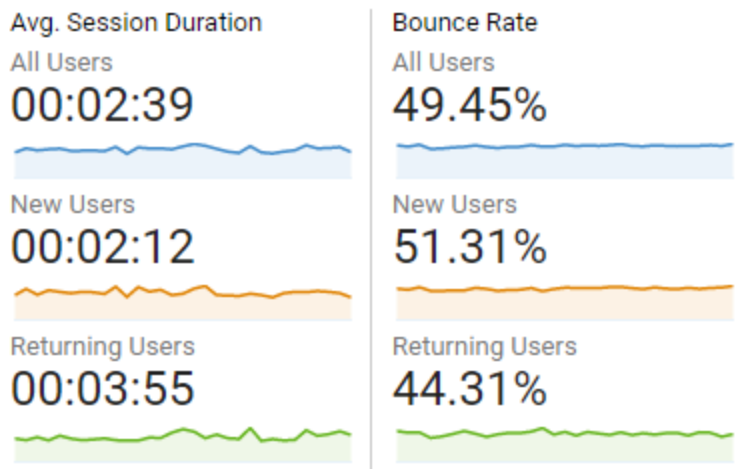 Avg. Session Duration
All Users
00:02:39
New Users
00:02:12
Returning Users
00:03:55
Bounce Rate
All Users
49.45%
New Users
51.31%
Returning Users
44.31%